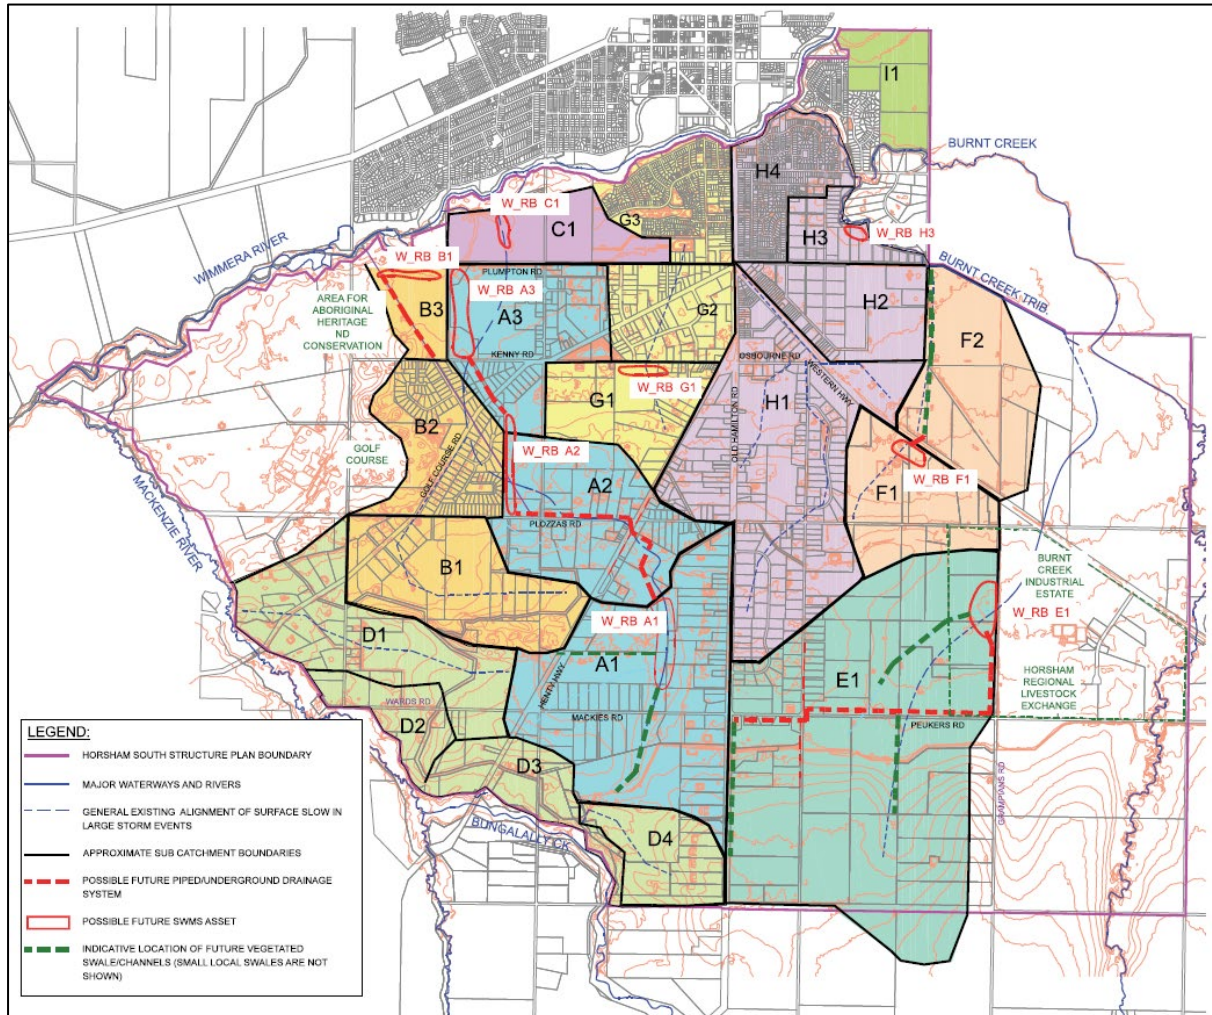 I1
BURNT CREEK
H4
G3
W_RB C1
C1
H3
W_RB H3
WIMMERA RIVER
W_RB B1
BURNT CREEK TRIB.
PLUMPTON RD
AREA FOR
ABORIGINAL
HERITAGE
ND
CONSERVATION
B3
W_RB A3
A3
G2
H2
F2
KENNY RD
OSBOURNE RD
WESTERN HWY
W_RB G1
G1
H1
OLD HAMILTON RD
B2
GOLF COURSE RD
GOLF
COURSE
W_RB A2
A2
F1
W_RB F1
MACKENZIE RIVER
PLOZZAS RD
B1
BURNT
CREEK
INDUSTRIAL
ESTATE
W_RB E1
W_RB A1
D1
A1
HENTY HWY
E1
HORSHAM
REGIONAL
LIVESTOCK
EXCHANGE
WARDS RD
D2
MACKIES RD
PEUKERS RD
D3
GRAMPIANS RD
BUNGALALLY CK
D4
LEGEND:
HORSHAM SOUTH STRUCTURE PLAN BOUNDARY
MAJOR WATERWAYS AND RIVERS
GENERAL EXISTING ALIGNMENT OF SURFACE SLOW IN
LARGE STORM EVENTS
APPROXIMATE SUB CATCHMENT BOUNDARIES
POSSIBLE FUTURE PIPED/UNDERGROUND DRAINAGE
SYSTEM
POSSIBLE FUTURE SWMS ASSET
INDICATIVE LOCATION OF FUTURE VEGETATED
SWALE/CHANNELS (SMALL LOCAL SWALES ARE NOT
SHOWN)